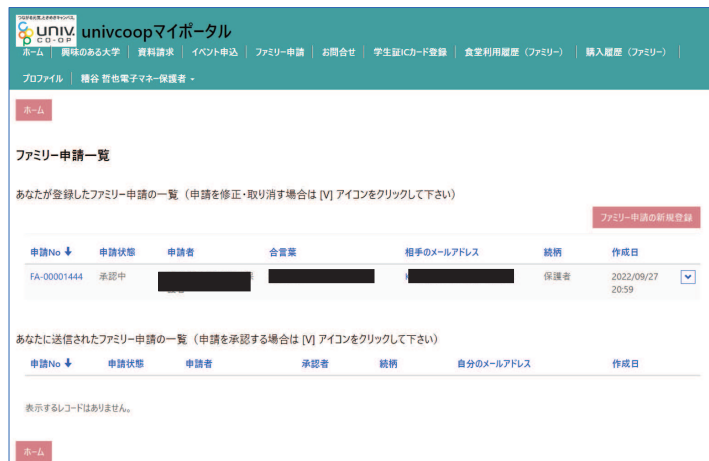 つながる元気、ときめきキャンパス。
UNIV.
CO-OP
univcoopマイポータル
ホーム | 興味のある大学 | 資料請求 | イベント申込 | ファミリー申請 | お問合せ | 学生証ICカード登録 | 食堂利用履歴（ファミリー） | 購入履歴（ファミリー） |
プロファイル | 糟谷 哲也電子マネー保護者
ホーム
ファミリー申請一覧
あなたが登録したファミリー申請の一覧（申請を修正・取り消す場合は [V] アイコンをクリックして下さい）
ファミリー申請の新規登録
申請No 申請状態 申請者 合言葉 相手のメールアドレス 続柄 作成日
FA-00001444 承認中 保護者 2022/09/27
20:59
あなたに送信されたファミリー申請の一覧（申請を承認する場合は [V] アイコンをクリックして下さい）
申請No 申請状態 申請者 承認者 続柄 自分のメールアドレス 作成日
表示するレコードはありません。
ホーム